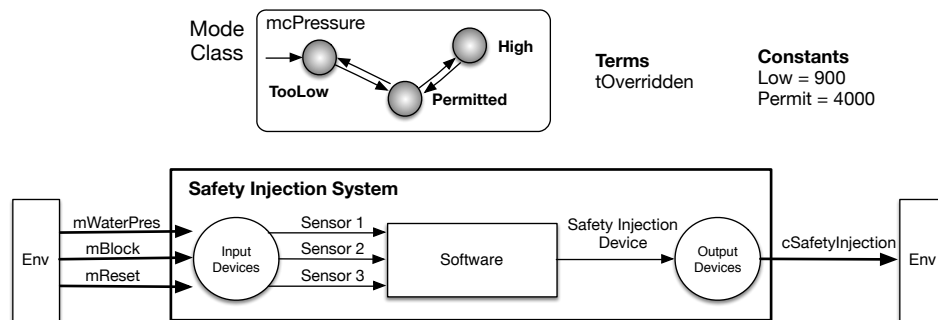 Mode
Class
mcPressure
High
TooLow
Permitted
Terms
tOverridden
Constants
Low = 900
Permit = 4000
Safety Injection System
Env
mWaterPres
mBlock
mReset
Input
Devices
Sensor 1
Sensor 2
Sensor 3
Software
Safety Injection
Device
Output
Devices
cSafetyInjection
Env